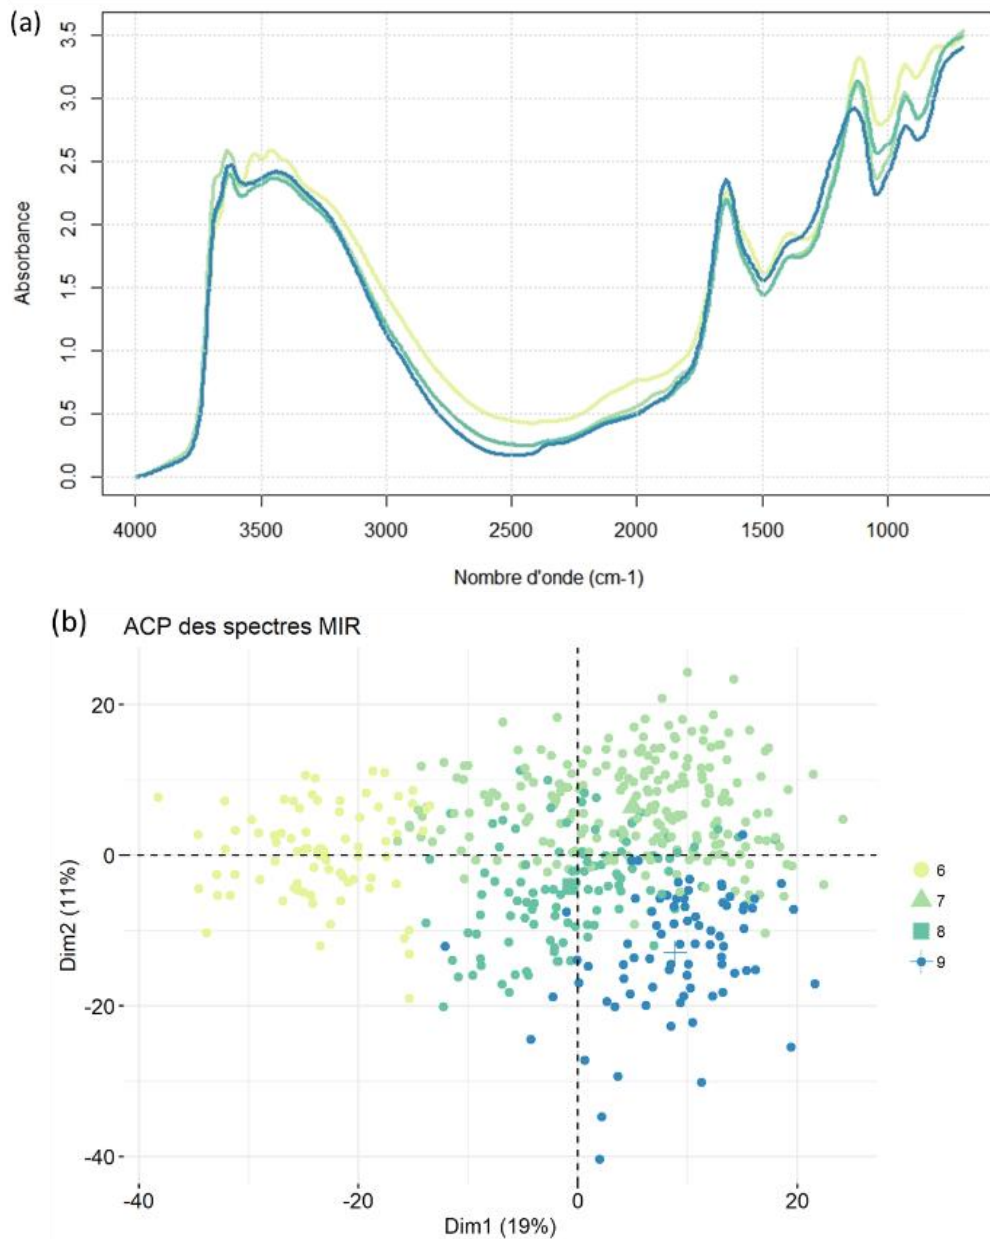 (a)
3.5
3.0
2.5
2.0
1.5
1.0
0.5
0.0
Absorbance
4000 3500 3000 2500 2000 1500 1000
Nombre d'onde (cm-1)
(b) ACP des spectres MIR
20
0
-20
-40
Dim2 (11%)
6
7
8
9
-40 -20 0 20
Dim1 (19%)